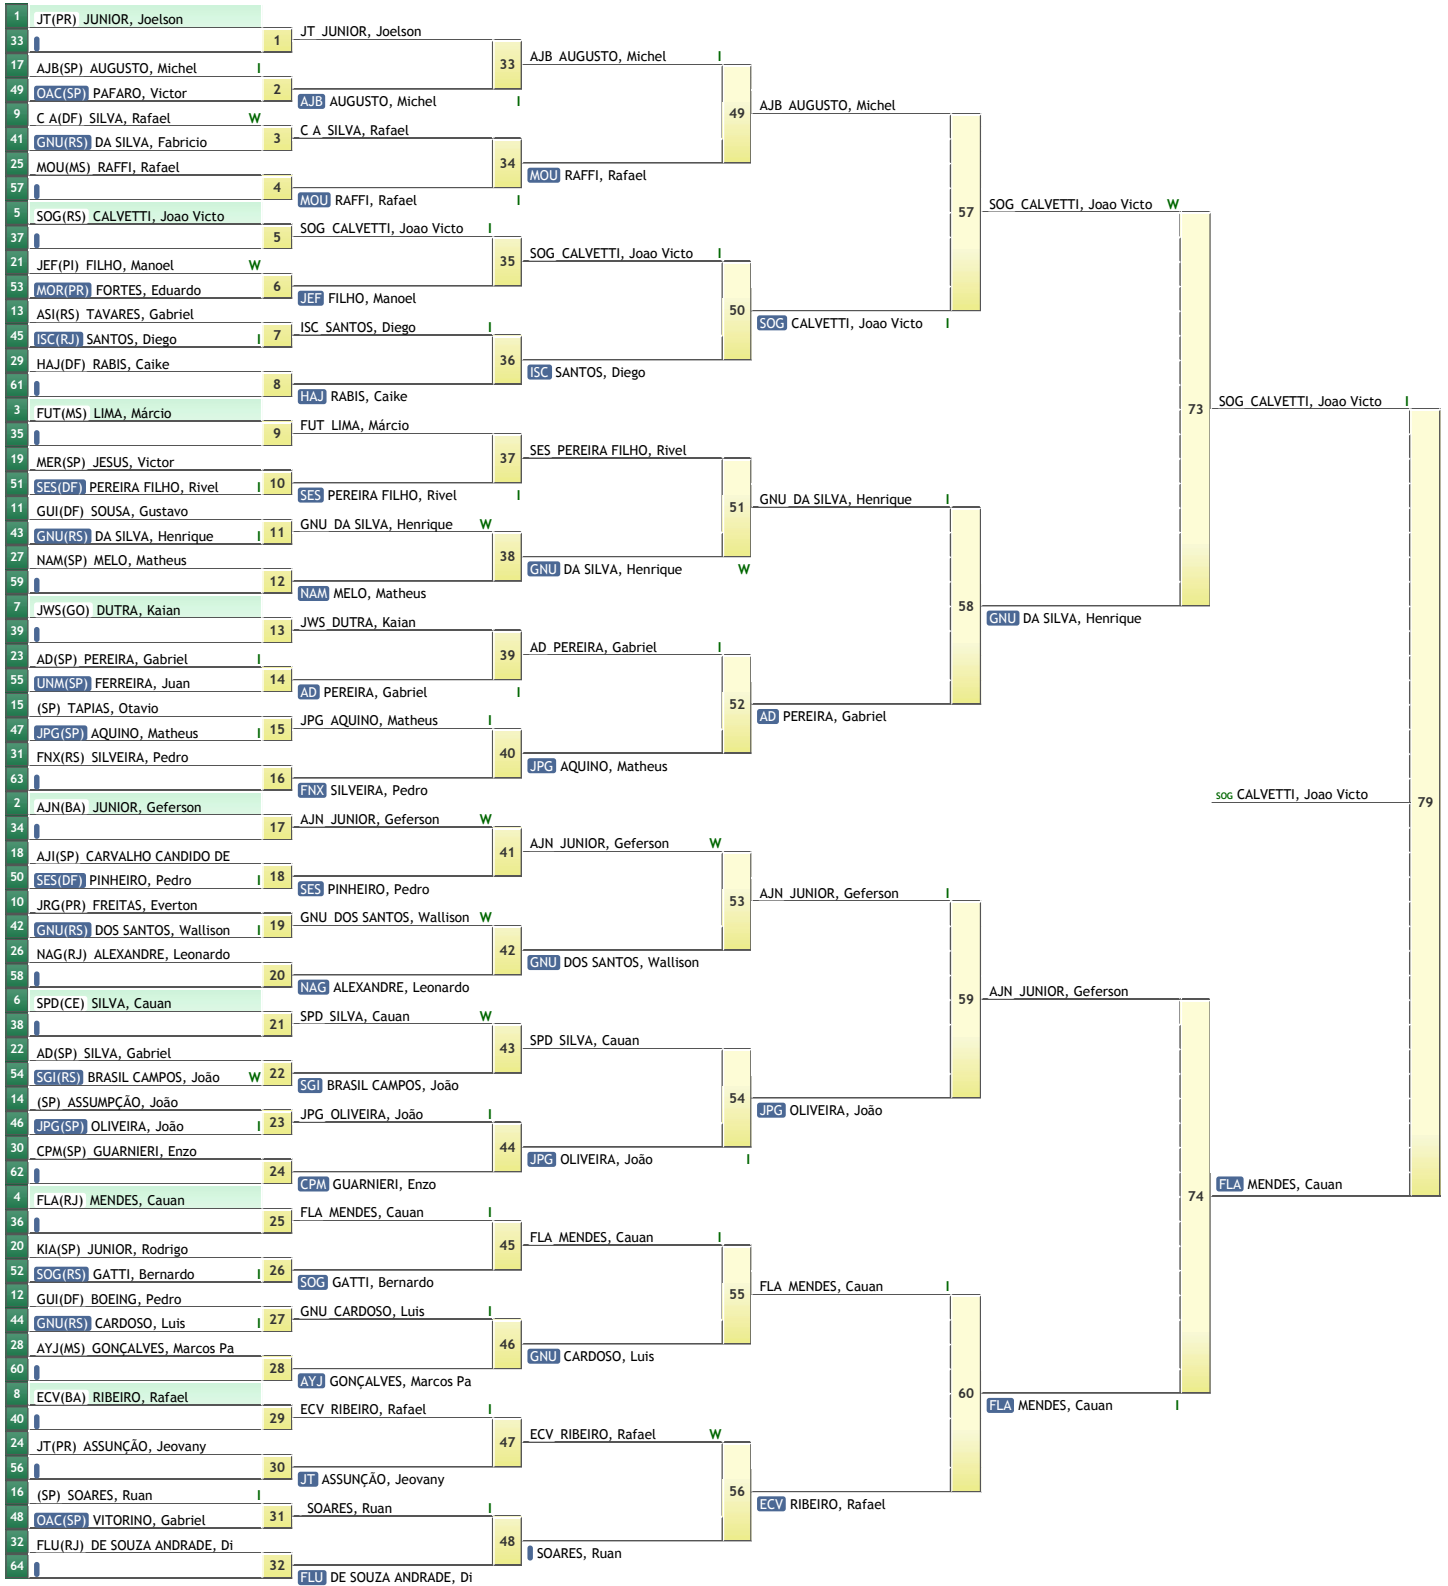 1 JT(PR) JUNIOR, Joelson
33
1
17 AJB(SP) AUGUSTO, Michel I
49 OAC(SP) PAFARO, Victor
2
9 C A(DF) SILVA, Rafael W
41 GNU(RS) DA SILVA, Fabricio
3
25 MOU(MS) RAFFI, Rafael
57
4
5 SOG(RS) CALVETTI, Joao Victo
37
5
21 JEF(PI) FILHO, Manoel W
53 MOR(PR) FORTES, Eduardo
6
13 ASI(RS) TAVARES, Gabriel
45 ISC(RJ) SANTOS, Diego I
7
29 HAJ(DF) RABIS, Caike
61
8
3 FUT(MS) LIMA, Márcio
35
9
19 MER(SP) JESUS, Victor
51 SES(DF) PEREIRA FILHO, Rivel I
10
11 GUI(DF) SOUSA, Gustavo
43 GNU(RS) DA SILVA, Henrique I
11
27 NAM(SP) MELO, Matheus
59
12
7 JWS(GO) DUTRA, Kaian
39
13
23 AD(SP) PEREIRA, Gabriel I
55 UNM(SP) FERREIRA, Juan
14
15 (SP) TAPIAS, Otavio
47 JPG(SP) AQUINO, Matheus I
15
31 FNX(RS) SILVEIRA, Pedro
63
16
2 AJN(BA) JUNIOR, Geferson
34
17
18 AJI(SP) CARVALHO CANDIDO DE
50 SES(DF) PINHEIRO, Pedro I
18
10 JRG(PR) FREITAS, Everton
42 GNU(RS) DOS SANTOS, Wallison I
19
26 NAG(RJ) ALEXANDRE, Leonardo
58
20
6 SPD(CE) SILVA, Cauan
38
21
22 AD(SP) SILVA, Gabriel
54 SGI(RS) BRASIL CAMPOS, João W
22
14 (SP) ASSUMPÇÃO, João
46 JPG(SP) OLIVEIRA, João I
23
30 CPM(SP) GUARNIERI, Enzo
62
24
4 FLA(RJ) MENDES, Cauan
36
25
20 KIA(SP) JUNIOR, Rodrigo
52 SOG(RS) GATTI, Bernardo I
26
12 GUI(DF) BOEING, Pedro
44 GNU(RS) CARDOSO, Luis I
27
28 AYJ(MS) GONÇALVES, Marcos Pa
60
28
8 ECV(BA) RIBEIRO, Rafael
40
29
24 JT(PR) ASSUNÇÃO, Jeovany
56
30
16 (SP) SOARES, Ruan I
48 OAC(SP) VITORINO, Gabriel
31
32 FLU(RJ) DE SOUZA ANDRADE, Di
64
32
JT JUNIOR, Joelson
33
AJB AUGUSTO, Michel I
C A SILVA, Rafael
34
MOU RAFFI, Rafael I
SOG CALVETTI, Joao Victo I
35
JEF FILHO, Manoel
ISC SANTOS, Diego I
36
HAJ RABIS, Caike
FUT LIMA, Márcio
37
SES PEREIRA FILHO, Rivel I
GNU DA SILVA, Henrique W
38
NAM MELO, Matheus
JWS DUTRA, Kaian
39
AD PEREIRA, Gabriel I
JPG AQUINO, Matheus I
40
FNX SILVEIRA, Pedro
AJN JUNIOR, Geferson W
41
SES PINHEIRO, Pedro
GNU DOS SANTOS, Wallison W
42
NAG ALEXANDRE, Leonardo
SPD SILVA, Cauan W
43
SGI BRASIL CAMPOS, João
JPG OLIVEIRA, João I
44
CPM GUARNIERI, Enzo
FLA MENDES, Cauan I
45
SOG GATTI, Bernardo
GNU CARDOSO, Luis I
46
AYJ GONÇALVES, Marcos Pa
ECV RIBEIRO, Rafael I
47
JT ASSUNÇÃO, Jeovany
SOARES, Ruan I
48
FLU DE SOUZA ANDRADE, Di
AJB AUGUSTO, Michel I
49
MOU RAFFI, Rafael
SOG CALVETTI, Joao Victo I
50
ISC SANTOS, Diego
SES PEREIRA FILHO, Rivel
51
GNU DA SILVA, Henrique W
AD PEREIRA, Gabriel I
52
JPG AQUINO, Matheus
AJN JUNIOR, Geferson W
53
GNU DOS SANTOS, Wallison
SPD SILVA, Cauan
54
JPG OLIVEIRA, João I
FLA MENDES, Cauan I
55
GNU CARDOSO, Luis
ECV RIBEIRO, Rafael W
56
SOARES, Ruan
AJB AUGUSTO, Michel
57
SOG CALVETTI, Joao Victo I
GNU DA SILVA, Henrique I
58
AD PEREIRA, Gabriel
AJN JUNIOR, Geferson I
59
JPG OLIVEIRA, João
FLA MENDES, Cauan I
60
ECV RIBEIRO, Rafael
SOG CALVETTI, Joao Victo W
73
GNU DA SILVA, Henrique
AJN JUNIOR, Geferson
74
FLA MENDES, Cauan I
SOG CALVETTI, Joao Victo I
SOG CALVETTI, Joao Victo
79
FLA MENDES, Cauan